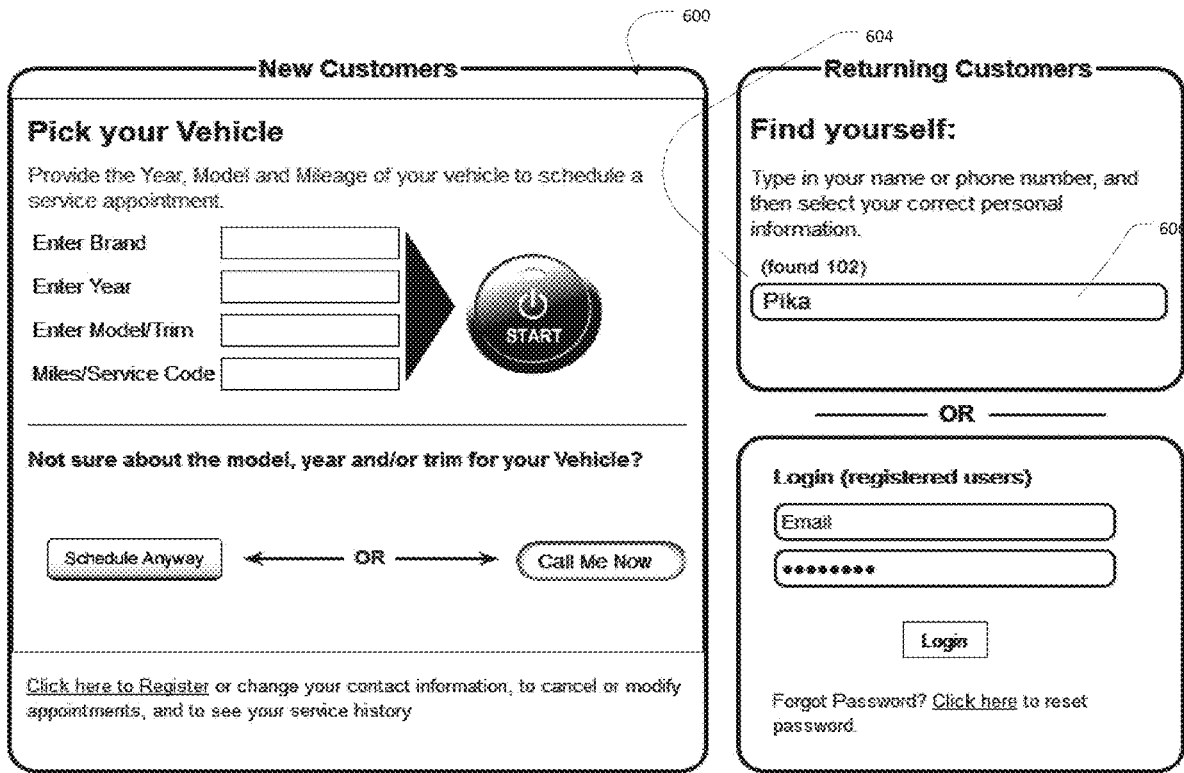 600
604
New Customers
Pick your Vehicle
Provide the Year, Model and Mileage of your vehicle to schedule a
service appointment.
Enter Brand
Enter Year
Enter Model/Trim
Miles/Service Code
START
Not sure about the model, year and/or trim for your Vehicle?
Schedule Anyway
OR
Call Me Now
Click here to Register or change your contact information, to cancel or modify
appointments, and to see your service history
Returning Customers
Find yourself:
Type in your name or phone number, and
then select your correct personal
information.
(found 102)
Pika
OR
Login (registered users)
Email
Login
Forgot Password? Click here to reset
password.